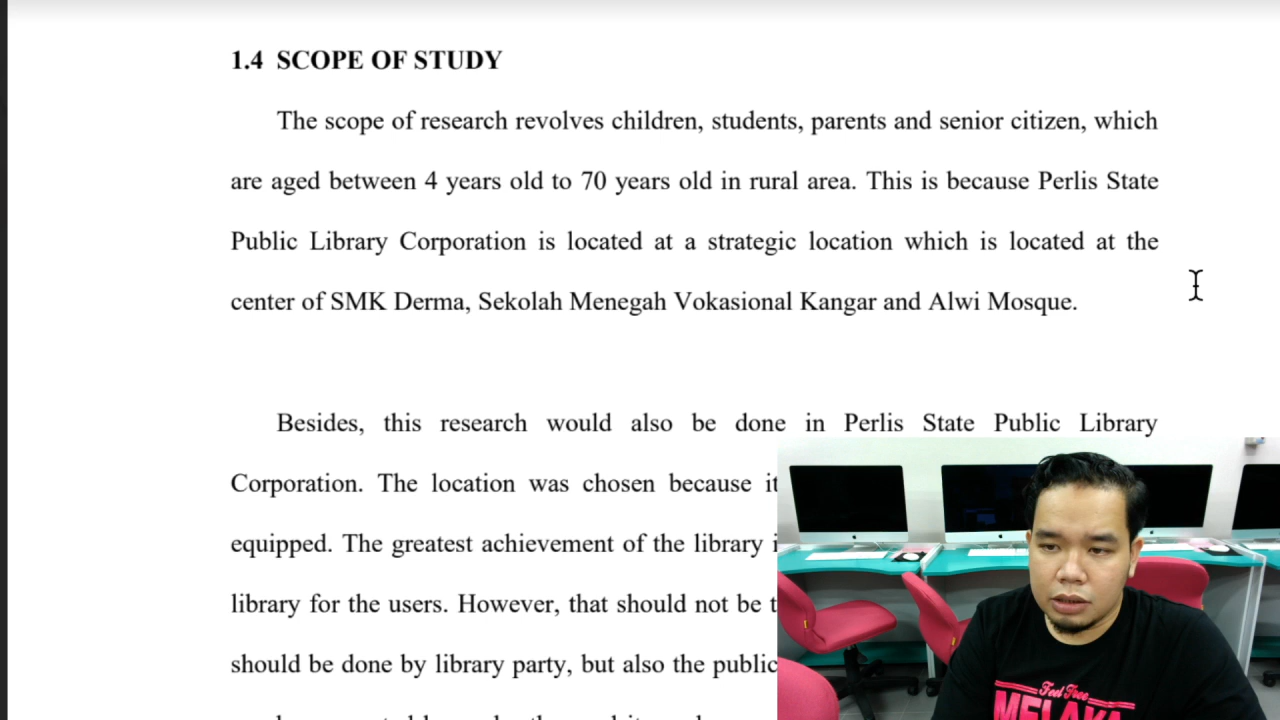 1.4 SCOPE OF STUDY
The scope of research revolves children, students, parents and senior citizen, which
are aged between 4 years old to 70 years old in rural area. This is because Perlis State
Public Library Corporation is located at a strategic location which is located at the
center of SMK Derma, Sekolah Menegah Vokasional Kangar and Alwi Mosque.
Besides, this research would also be done in Perlis State Public Library
Corporation. The location was chosen because it
equipped. The greatest achievement of the library
library for the users. However, that should not be
should be done by library party, but also the public
Feel Free
MELAKA